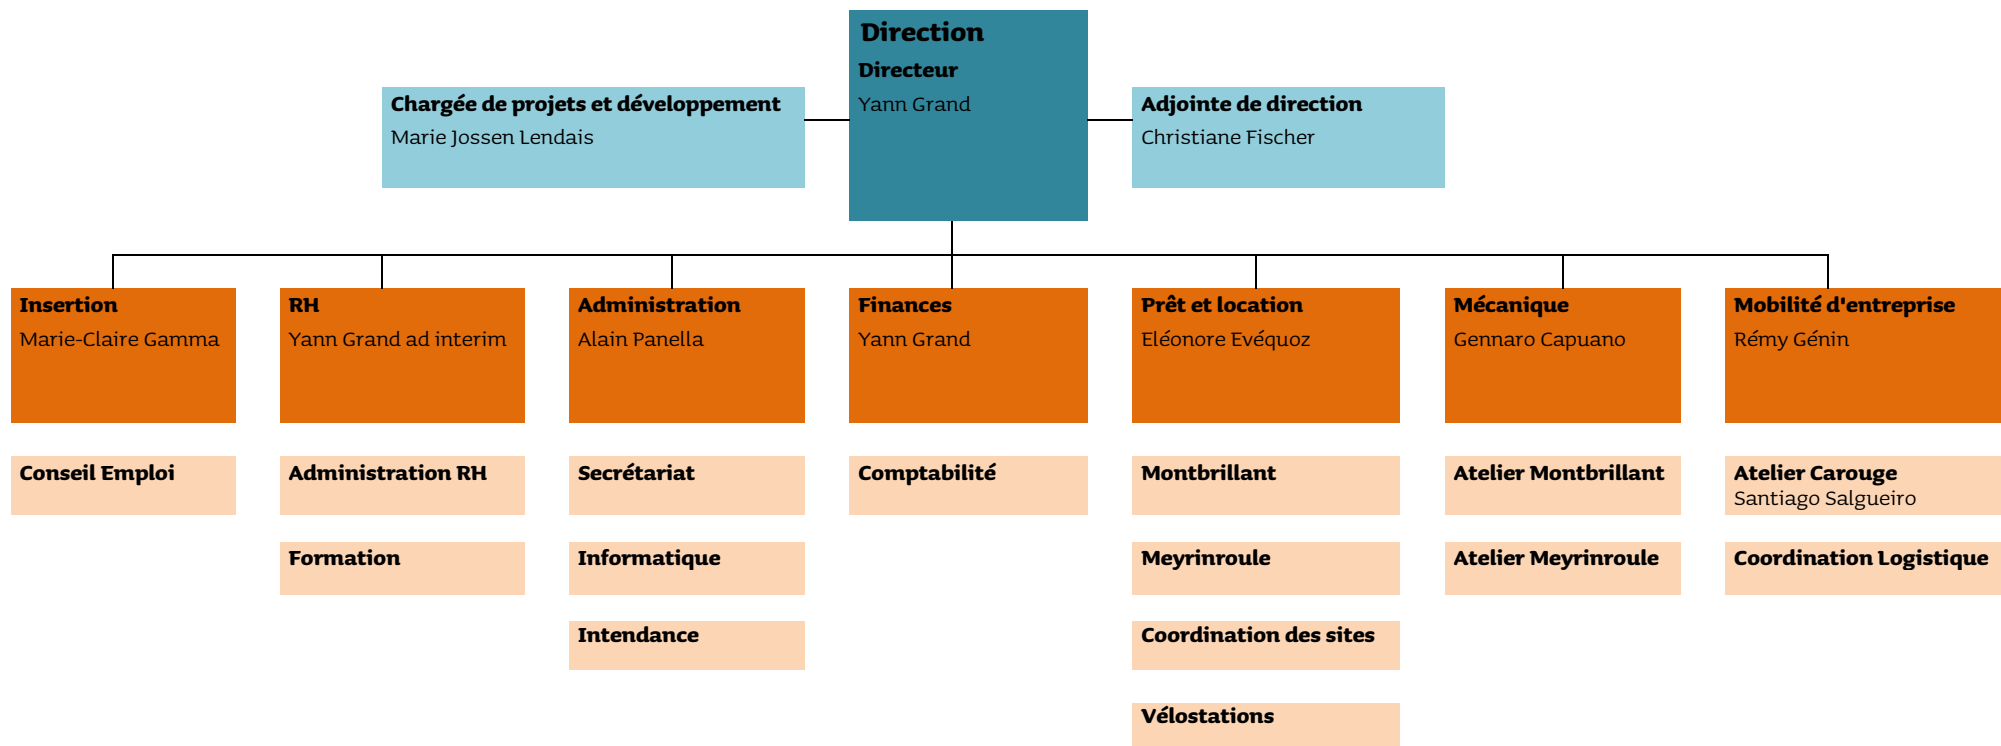 Direction
Directeur
Yann Grand
Chargée de projets et développement
Marie Jossen Lendais
Adjointe de direction
Christiane Fischer
Insertion
Marie-Claire Gamma
RH
Yann Grand ad interim
Administration
Alain Panella
Finances
Yann Grand
Prêt et location
Eléonore Evéquoz
Mécanique
Gennaro Capuano
Mobilité d'entreprise
Rémy Génin
Conseil Emploi
Administration RH
Secrétariat
Comptabilité
Montbrillant
Atelier Montbrillant
Atelier Carouge
Santiago Salgueiro
Formation
Informatique
Meyrinroule
Atelier Meyrinroule
Coordination Logistique
Intendance
Coordination des sites
Vélostations